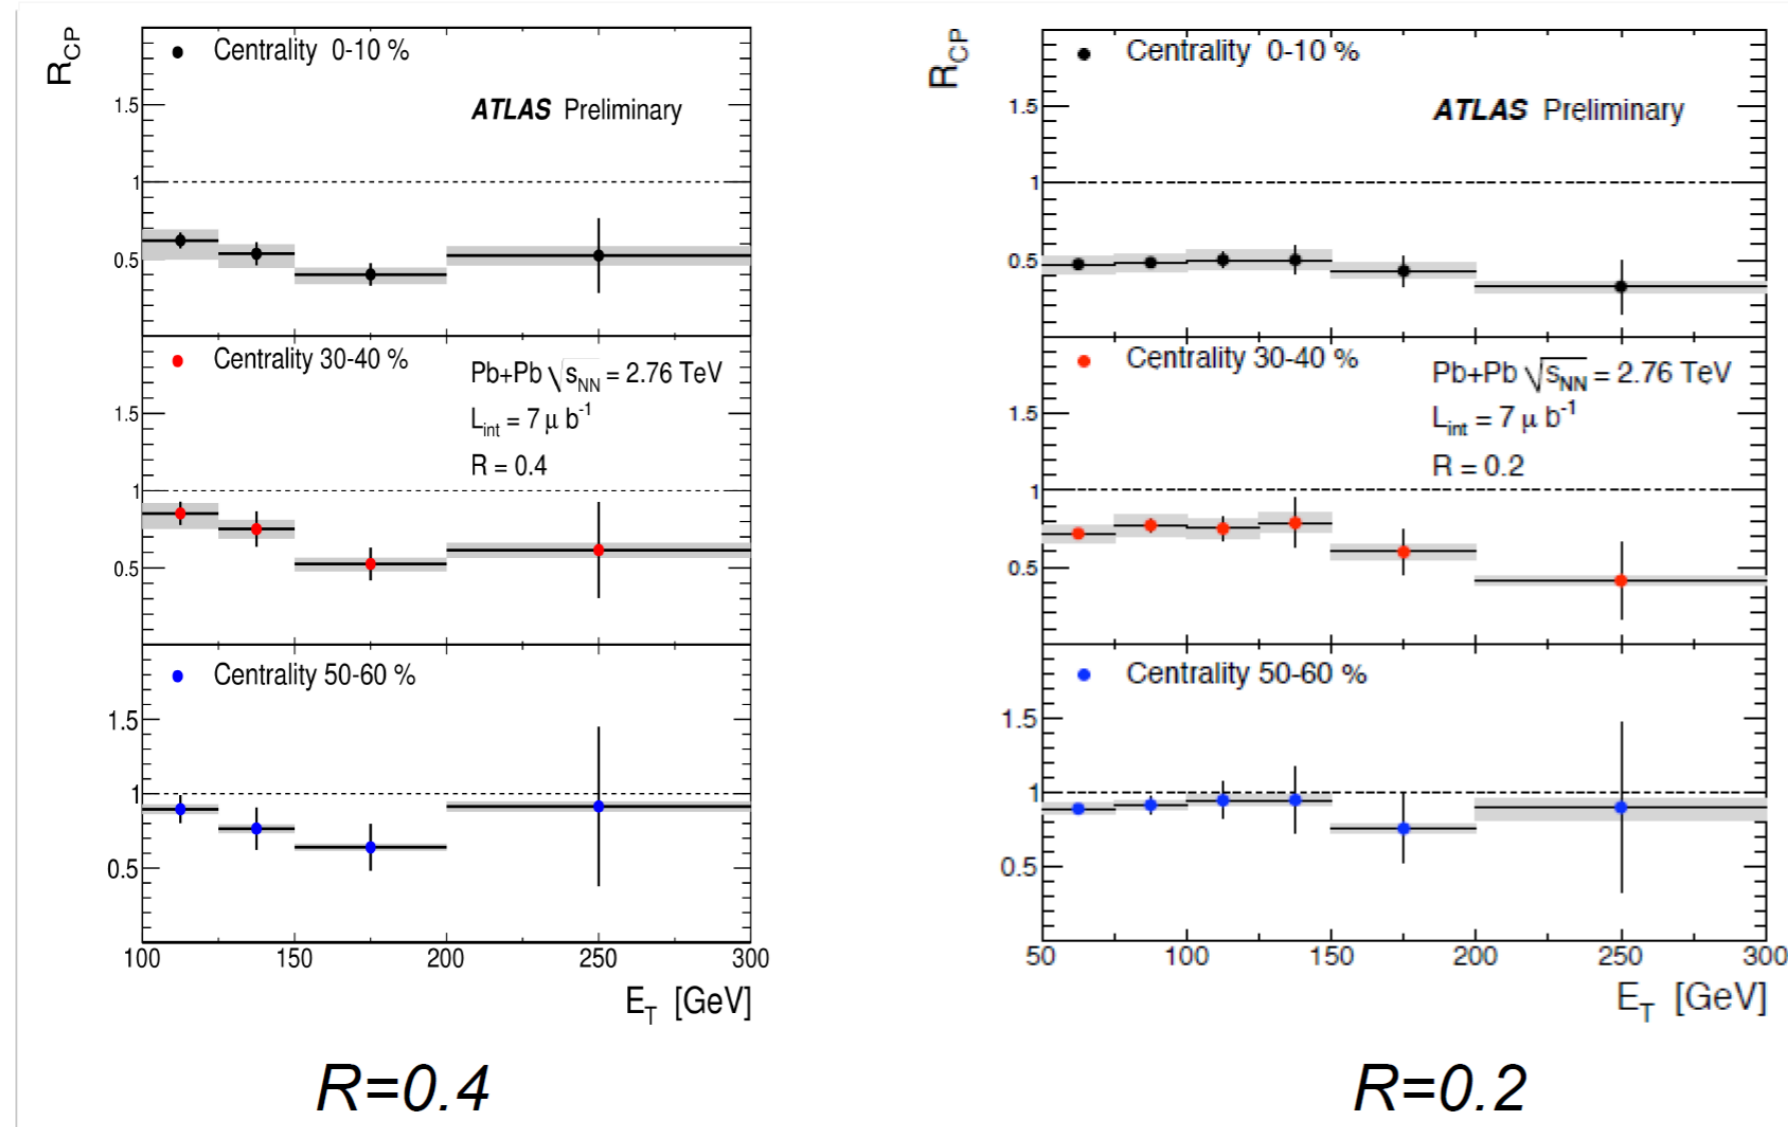 R_CP
Centrality 0-10 %
ATLAS Preliminary
1.5
1
0.5
Centrality 30-40 %
Pb+Pb √s_NN = 2.76 TeV
L_int = 7 μ b^-1
R = 0.4
1.5
1
0.5
Centrality 50-60 %
1.5
1
0.5
100 150 200 250 300
E_T [GeV]
R=0.4
R_CP
Centrality 0-10 %
ATLAS Preliminary
1.5
1
0.5
Centrality 30-40 %
Pb+Pb √s_NN = 2.76 TeV
L_int = 7 μ b^-1
R = 0.2
1.5
1
0.5
Centrality 50-60 %
1.5
1
0.5
50 100 150 200 250 300
E_T [GeV]
R=0.2